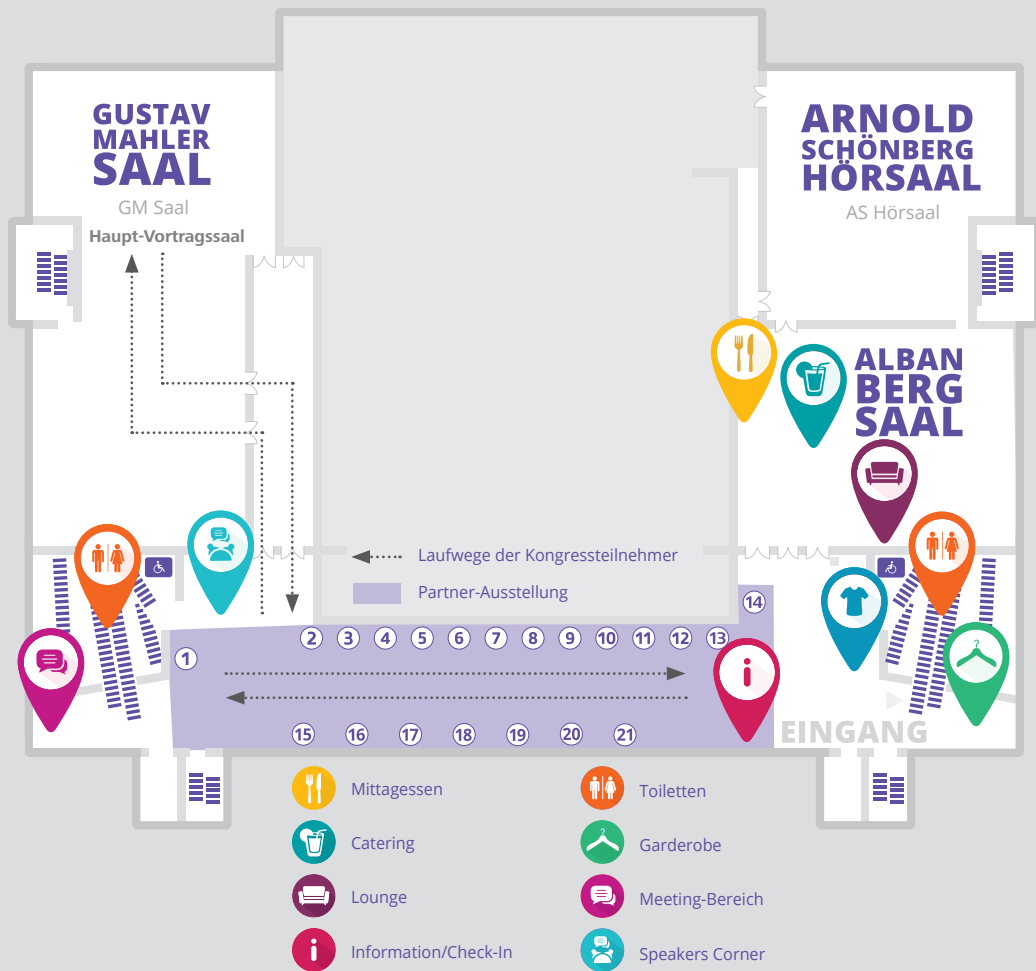 GUSTAV
MAHLER
SAAL
GM Saal
Haupt-Vortragssaal
ARNOLD
SCHÖNBERG
HÖRSAAL
AS Hörsaal
ALBAN
BERG
SAAL
Laufwege der Kongressteilnehmer
Partner-Ausstellung
14
1
2 3 4 5 6 7 8 9 10 11 12 13
15 16 17 18 19 20 21
EINGANG
Mittagessen
Toiletten
Catering
Garderobe
Lounge
Meeting-Bereich
Information/Check-In
Speakers Corner